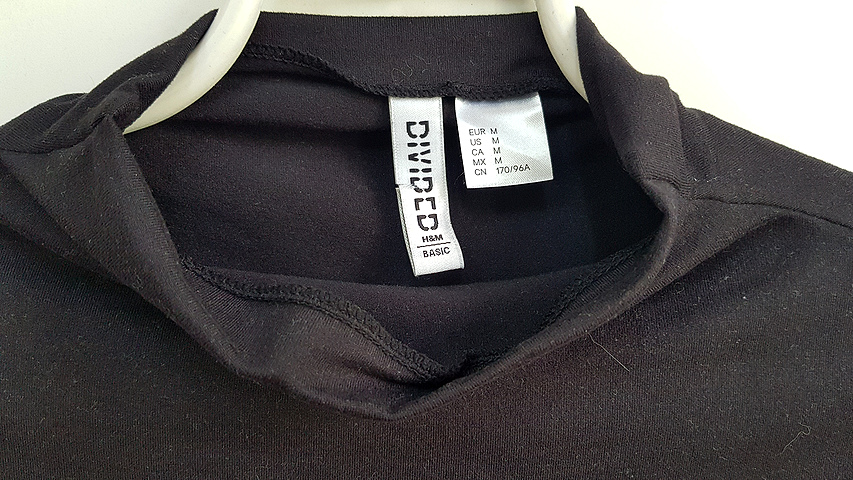 DIVIDED
H&M
BASIC
EUR M
US M
CA M
MX M
CN 170/96A